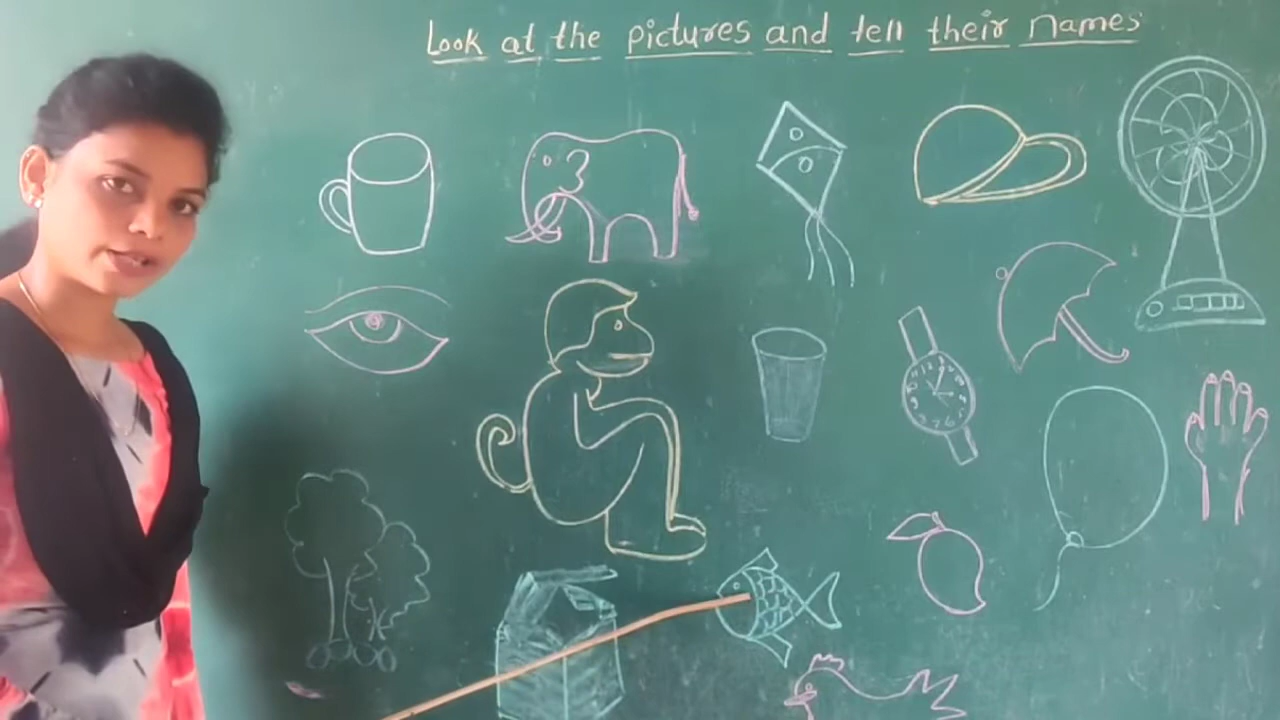 Look at the pictures and tell their names